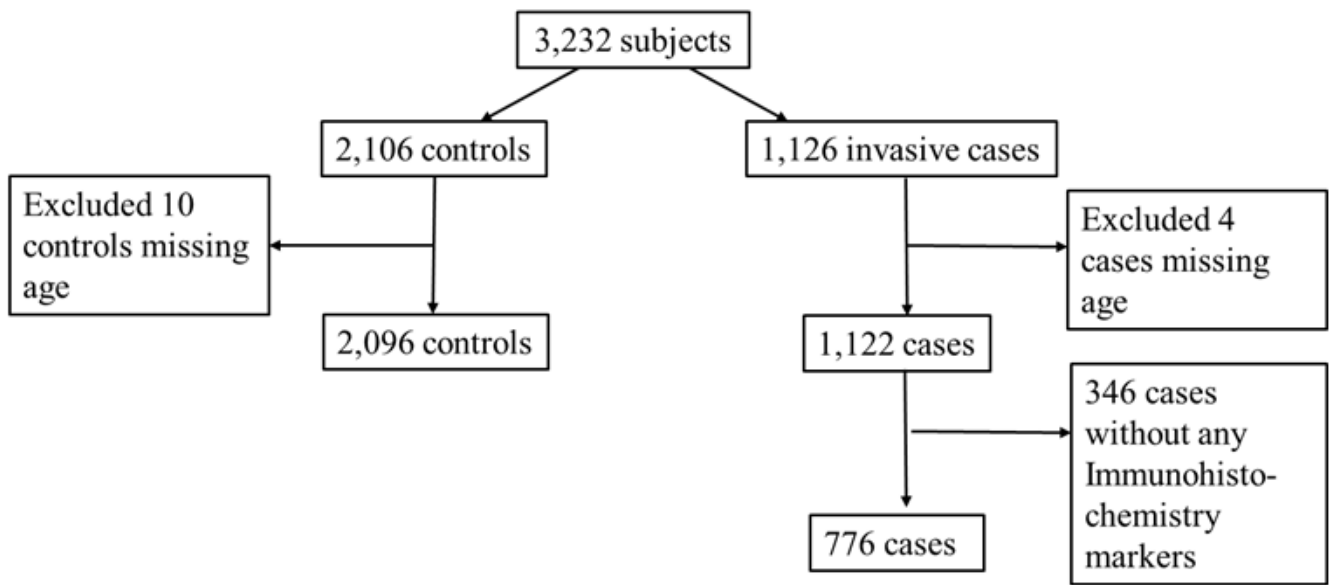 3,232 subjects
2,106 controls
1,126 invasive cases
Excluded 10
controls missing
age
Excluded 4
cases missing
age
2,096 controls
1,122 cases
346 cases
without any
Immunohisto-
chemistry
markers
776 cases